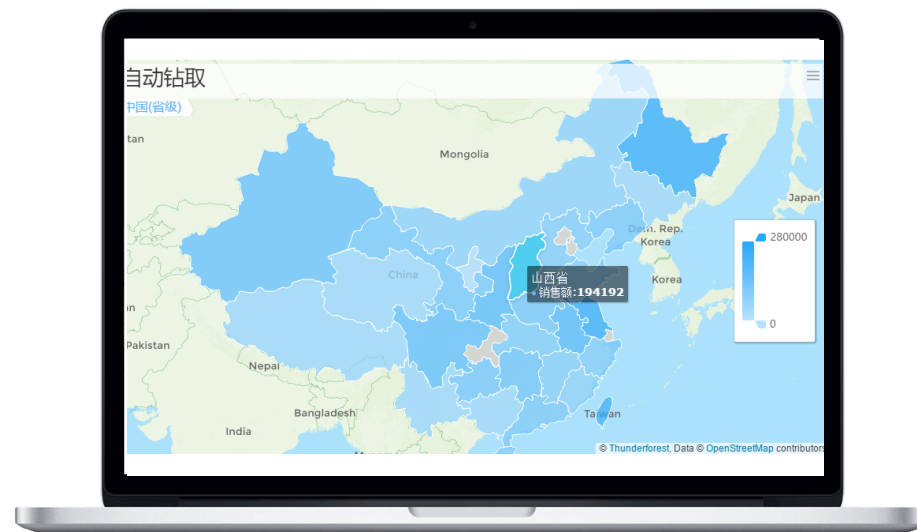 自动钻取
中国(省级)
tan
Mongolia
Japan
Dem. Rep.
Korea
280000
China
山西省
销售额:194192
Korea
0
Pakistan
Nepal
Bangladesh
Taiwan
India
© Thunderforest, Data © OpenStreetMap contributors